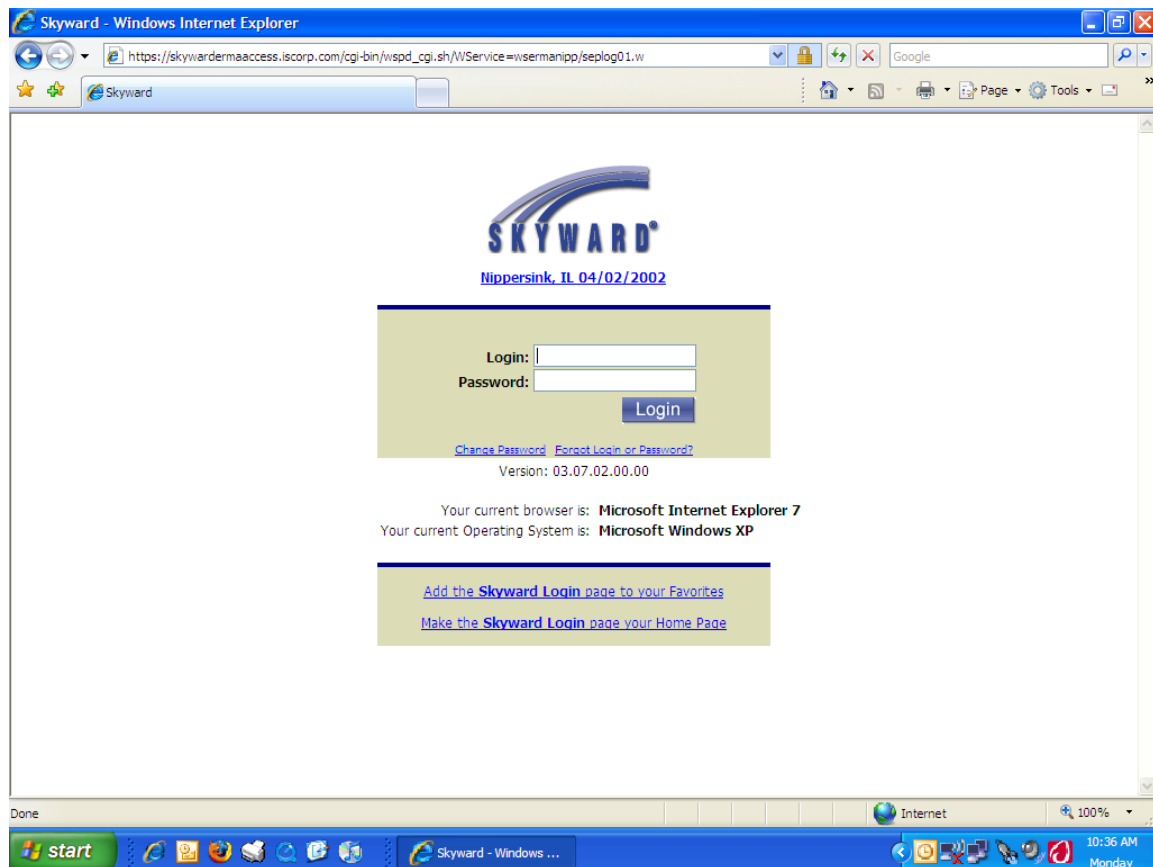 Skyward - Windows Internet Explorer
https://skywardermaaccess.iscorp.com/cgi-bin/wspd_cgi.sh/WService=wsermanipp/seplog01.w
Google
Skyward
Page
Tools
»
SKYWARD®
Nippersink, IL 04/02/2002
Login:
Password:
Login
Change Password Forgot Login or Password?
Version: 03.07.02.00.00
Your current browser is: Microsoft Internet Explorer 7
Your current Operating System is: Microsoft Windows XP
Add the Skyward Login page to your Favorites
Make the Skyward Login page your Home Page
Done
Internet
100%
start
Skyward - Windows ...
10:36 AM
Monday